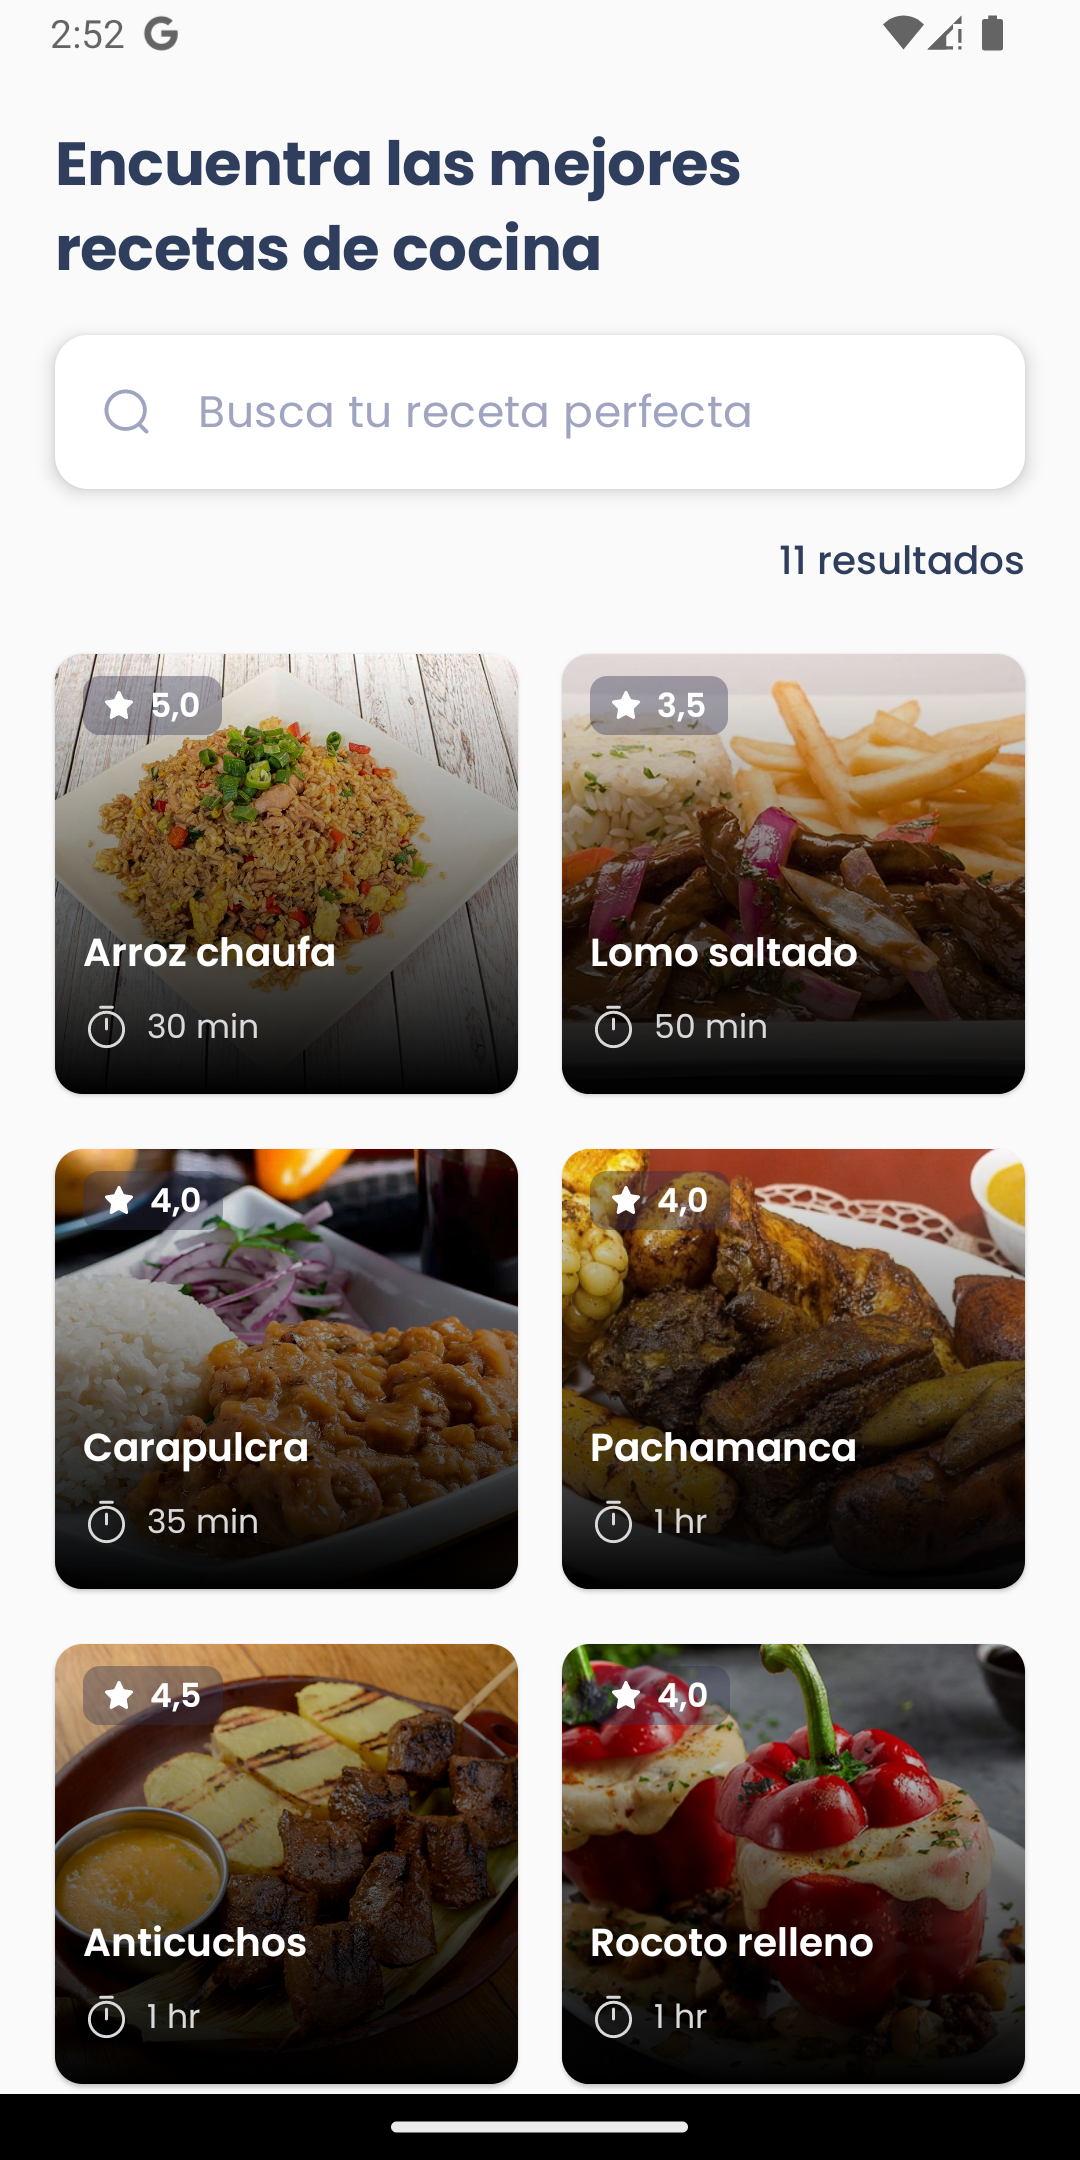 2:52
Encuentra las mejores
recetas de cocina
Busca tu receta perfecta
11 resultados
5,0
Arroz chaufa
30 min
3,5
Lomo saltado
50 min
4,0
Carapulcra
35 min
4,0
Pachamanca
1 hr
4,5
Anticuchos
1 hr
4,0
Rocoto relleno
1 hr